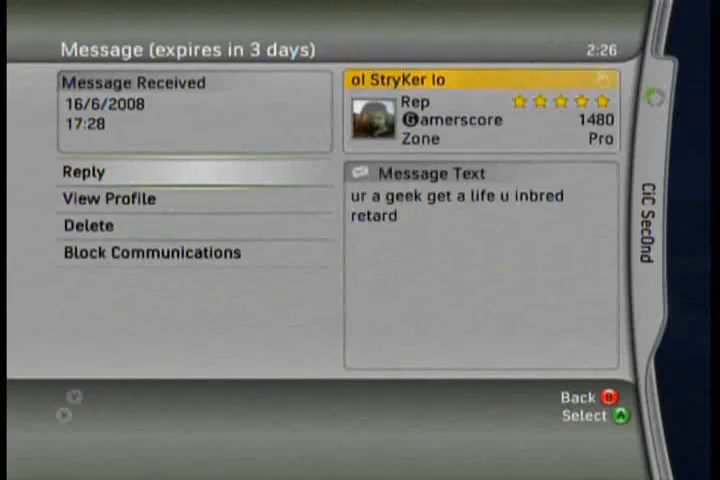 Message (expires in 3 days)
2:26
Message Received
16/6/2008
17:28
Reply
View Profile
Delete
Block Communications
ol StryKer lo
Rep
Gamerscore 1480
Zone Pro
Message Text
ur a geek get a life u inbred
retard
CiC Sec0nd
Y
X
Back B
Select A